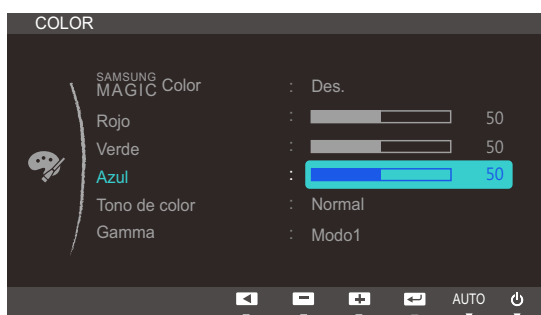 COLOR
SAMSUNG MAGIC Color : Des.
Rojo : 50
Verde : 50
Azul : 50
Tono de color : Normal
Gamma : Modo1
AUTO